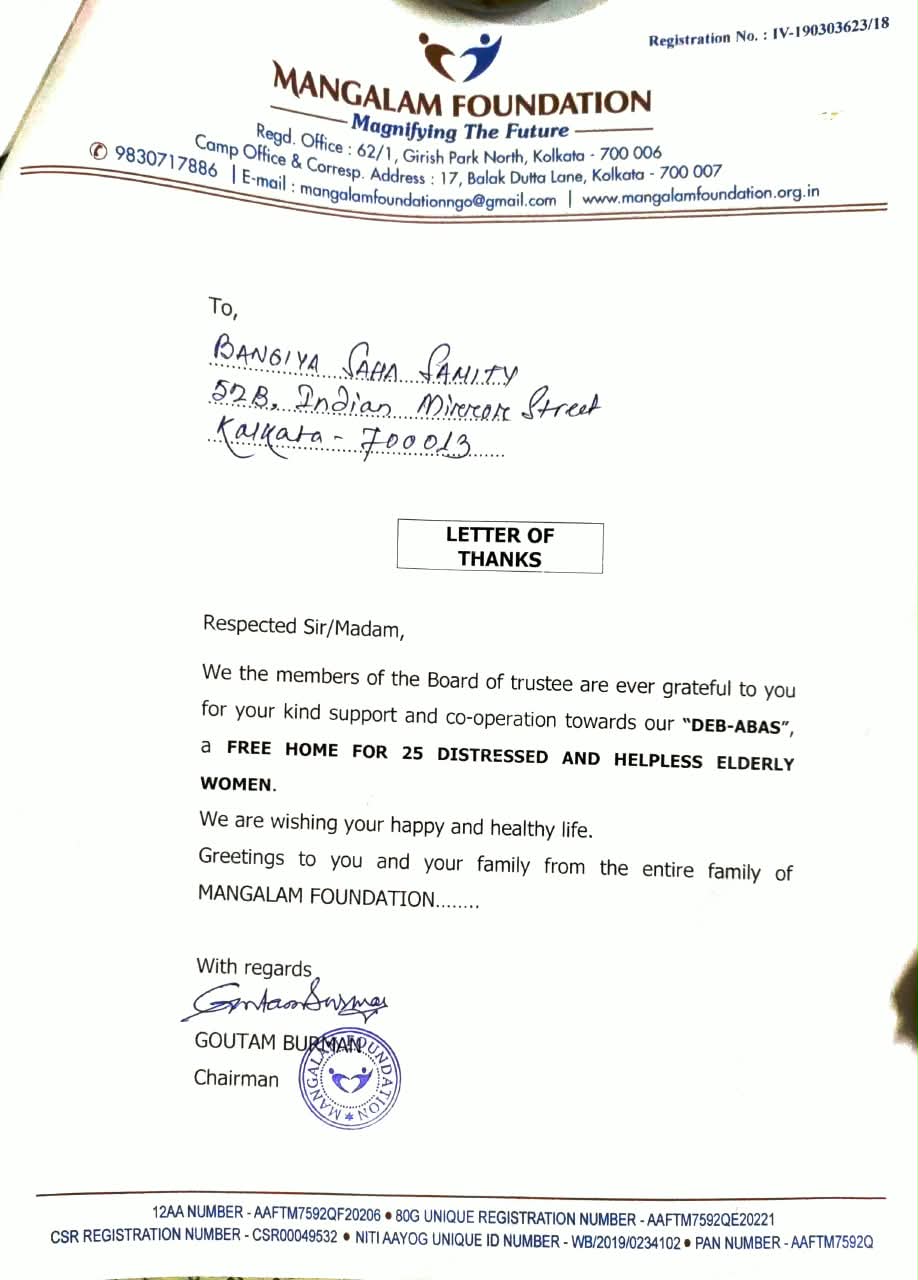 Registration No. : IV-190303623/18
MANGALAM FOUNDATION
Magnifying The Future
Regd. Office : 62/1, Girish Park North, Kolkata - 700 006
Camp Office & Corresp. Address : 17, Balak Dutta Lane, Kolkata - 700 007
9830717886 | E-mail : mangalamfoundationngo@gmail.com | www.mangalamfoundation.org.in
To,
BANGIYA SAHA SAMITY
52B, Indian Mirror Street
Kolkata - 700013
LETTER OF
THANKS
Respected Sir/Madam,
We the members of the Board of trustee are ever grateful to you
for your kind support and co-operation towards our "DEB-ABAS",
a FREE HOME FOR 25 DISTRESSED AND HELPLESS ELDERLY
WOMEN.
We are wishing your happy and healthy life.
Greetings to you and your family from the entire family of
MANGALAM FOUNDATION........
With regards
Goutam Burman
GOUTAM BURMAN
Chairman
MANGALAM FOUNDATION
12AA NUMBER - AAFTM7592QF20206 • 80G UNIQUE REGISTRATION NUMBER - AAFTM7592QE20221
CSR REGISTRATION NUMBER - CSR00049532 • NITI AAYOG UNIQUE ID NUMBER - WB/2019/0234102 • PAN NUMBER - AAFTM7592Q